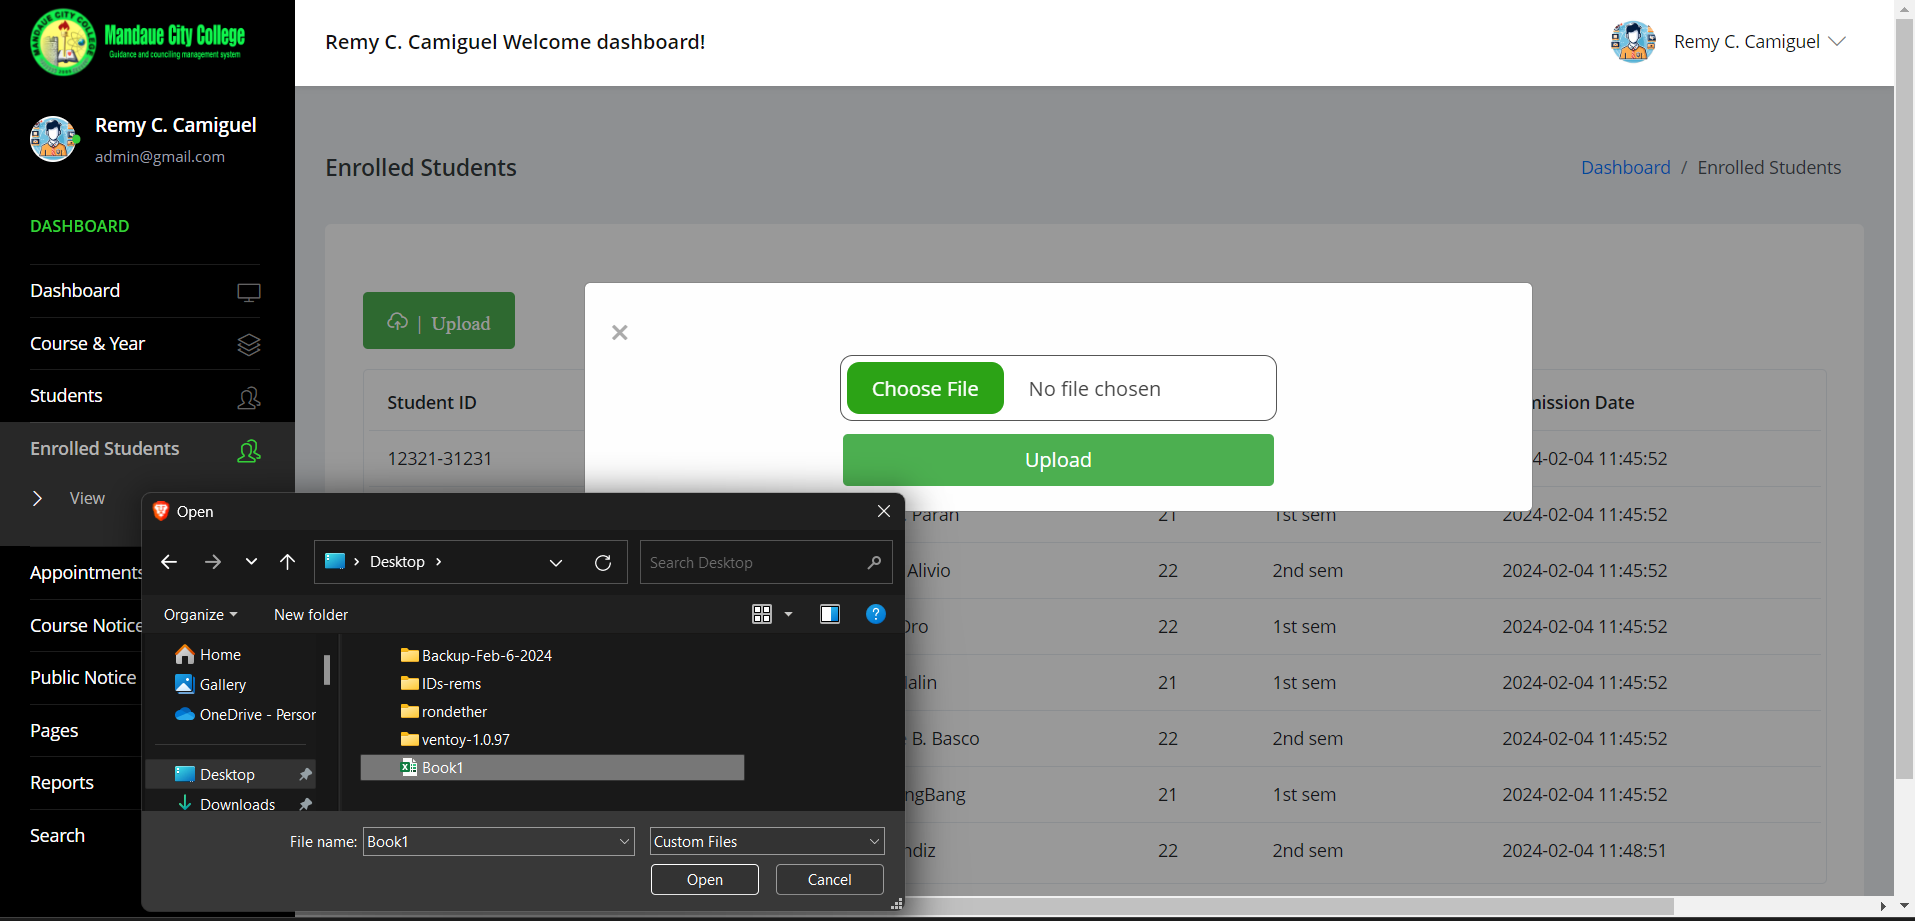 Mandaue City College
Guidance and counciling management system
Remy C. Camiguel Welcome dashboard!
Remy C. Camiguel
Remy C. Camiguel
admin@gmail.com
Enrolled Students
Dashboard / Enrolled Students
DASHBOARD
Dashboard
Course & Year
Students
Enrolled Students
View
Appointments
Course Notice
Public Notice
Pages
Reports
Search
| Upload
×
Choose File No file chosen
Upload
Student ID
mission Date
12321-31231
4-02-04 11:45:52
. Paran 21 1st sem 2024-02-04 11:45:52
Alivio 22 2nd sem 2024-02-04 11:45:52
Oro 22 1st sem 2024-02-04 11:45:52
alin 21 1st sem 2024-02-04 11:45:52
B. Basco 22 2nd sem 2024-02-04 11:45:52
ngBang 21 1st sem 2024-02-04 11:45:52
ndiz 22 2nd sem 2024-02-04 11:48:51
Open
Desktop
Search Desktop
Organize New folder
Home
Gallery
OneDrive - Person
Desktop
Downloads
Backup-Feb-6-2024
IDs-rems
rondether
ventoy-1.0.97
Book1
File name: Book1 Custom Files
Open Cancel